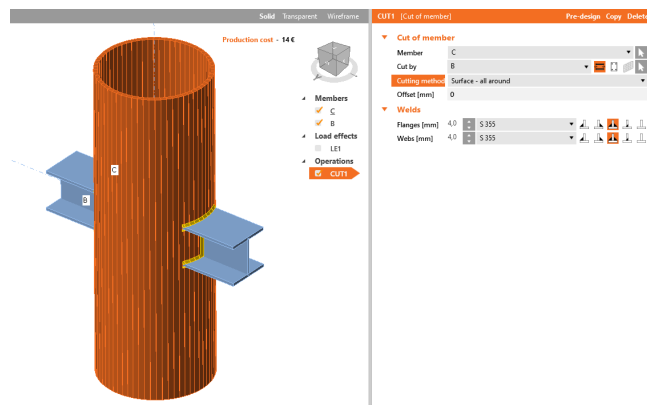 Solid Transparent Wireframe
Production cost - 14 €
Members
C
B
Load effects
LE1
Operations
CUT1
C
B
CUT1 [Cut of member] Pre-design Copy Delete
Cut of member
Member C
Cut by B
Cutting method Surface - all around
Offset [mm] 0
Welds
Flanges [mm] 4,0 S 355
Webs [mm] 4,0 S 355